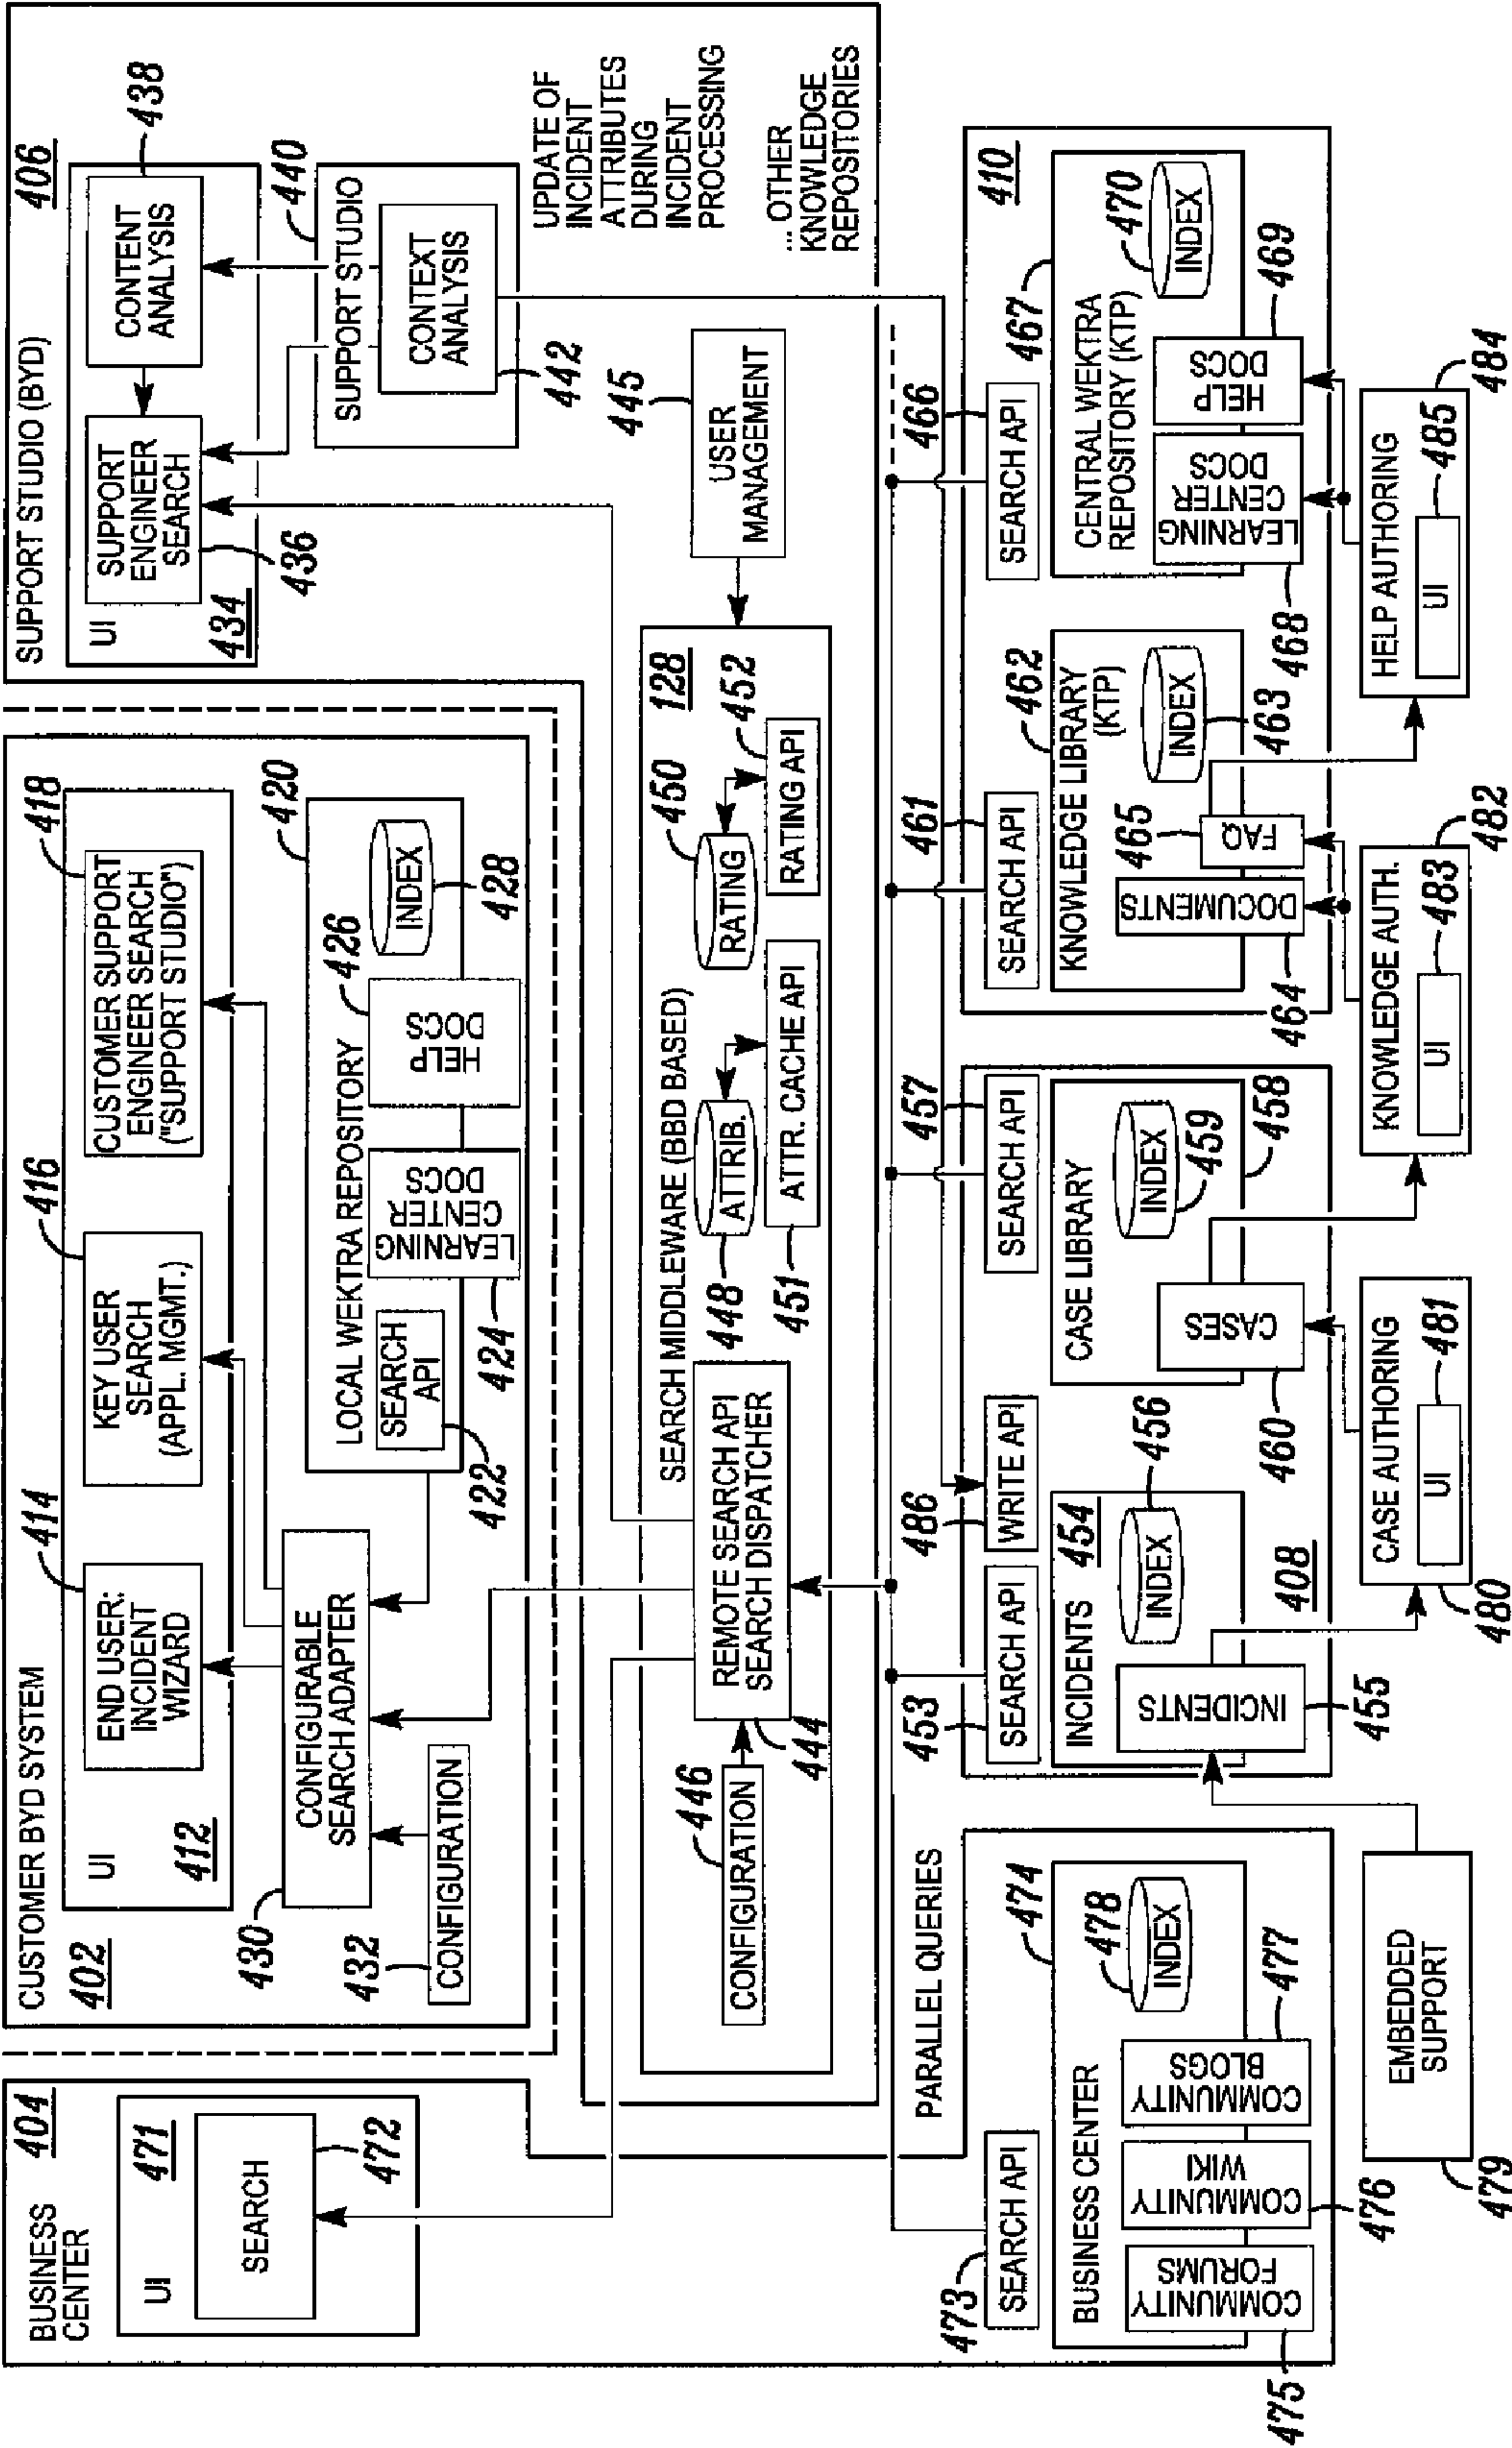 BUSINESS
CENTER
404
UI
471
SEARCH
472
CUSTOMER BYD SYSTEM
402
UI
412
END USER:
INCIDENT
WIZARD
414
KEY USER
SEARCH
(APPL. MGMT.)
416
CUSTOMER SUPPORT
ENGINEER SEARCH
("SUPPORT STUDIO")
418
430
CONFIGURABLE
SEARCH ADAPTER
432
CONFIGURATION
LOCAL WEKTRA REPOSITORY
420
SEARCH
API
422
LEARNING
CENTER
DOCS
424
HELP
DOCS
426
INDEX
428
SUPPORT STUDIO (BYD)
406
UI
434
SUPPORT
ENGINEER
SEARCH
436
CONTENT
ANALYSIS
438
SUPPORT STUDIO
440
CONTEXT
ANALYSIS
442
UPDATE OF
INCIDENT
ATTRIBUTES
DURING
INCIDENT
PROCESSING
... OTHER
KNOWLEDGE
REPOSITORIES
445
USER
MANAGEMENT
SEARCH MIDDLEWARE (BBD BASED)
128
446
CONFIGURATION
REMOTE SEARCH API
SEARCH DISPATCHER
444
448
ATTRIB.
ATTR. CACHE API
451
450
RATING
RATING API
452
PARALLEL QUERIES
473
SEARCH API
BUSINESS CENTER
474
COMMUNITY
FORUMS
475
COMMUNITY
WIKI
476
COMMUNITY
BLOGS
477
478
INDEX
453
SEARCH API
486
WRITE API
457
SEARCH API
INCIDENTS
454
INCIDENTS
455
INDEX
456
408
CASE LIBRARY
CASES
460
INDEX
459
458
461
SEARCH API
466
SEARCH API
410
KNOWLEDGE LIBRARY
(KTP)
462
DOCUMENTS
464
FAQ
465
INDEX
463
CENTRAL WEKTRA
REPOSITORY (KTP)
467
LEARNING
CENTER
DOCS
468
HELP
DOCS
469
INDEX
470
EMBEDDED
SUPPORT
479
CASE AUTHORING
UI
481
480
KNOWLEDGE AUTH.
UI
483
482
HELP AUTHORING
UI
485
484